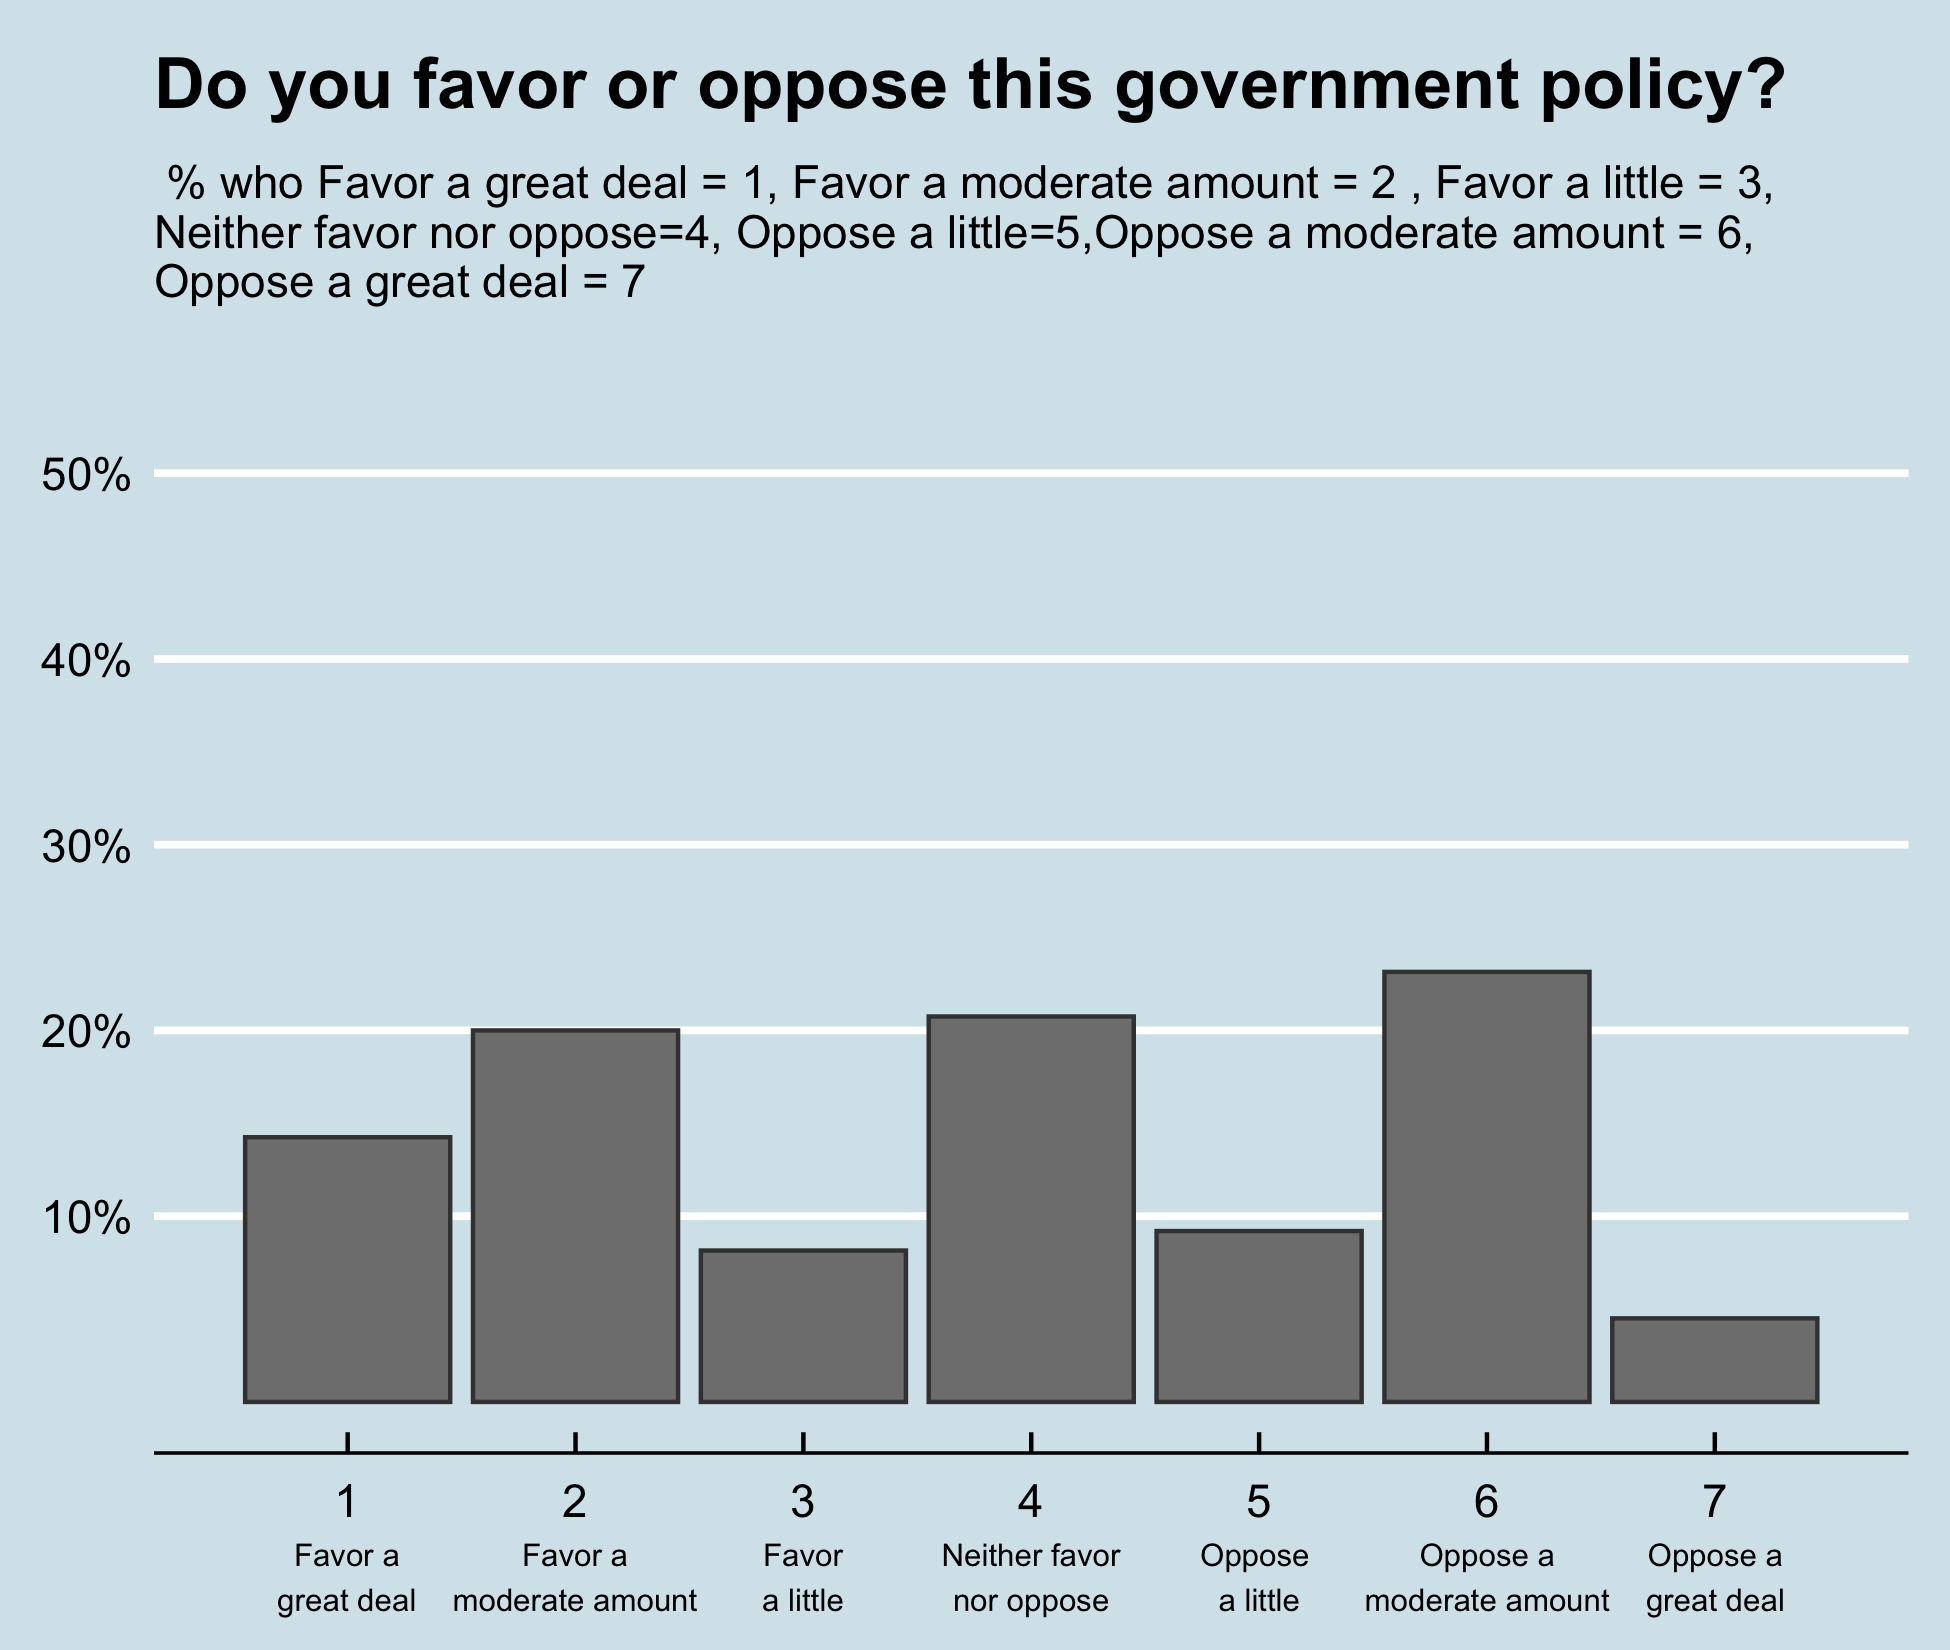 Do you favor or oppose this government policy?
% who Favor a great deal = 1, Favor a moderate amount = 2 , Favor a little = 3,
Neither favor nor oppose=4, Oppose a little=5,Oppose a moderate amount = 6,
Oppose a great deal = 7
50%
40%
30%
20%
10%
1 2 3 4 5 6 7
Favor a Favor a Favor Neither favor Oppose Oppose a Oppose a
great deal moderate amount a little nor oppose a little moderate amount great deal